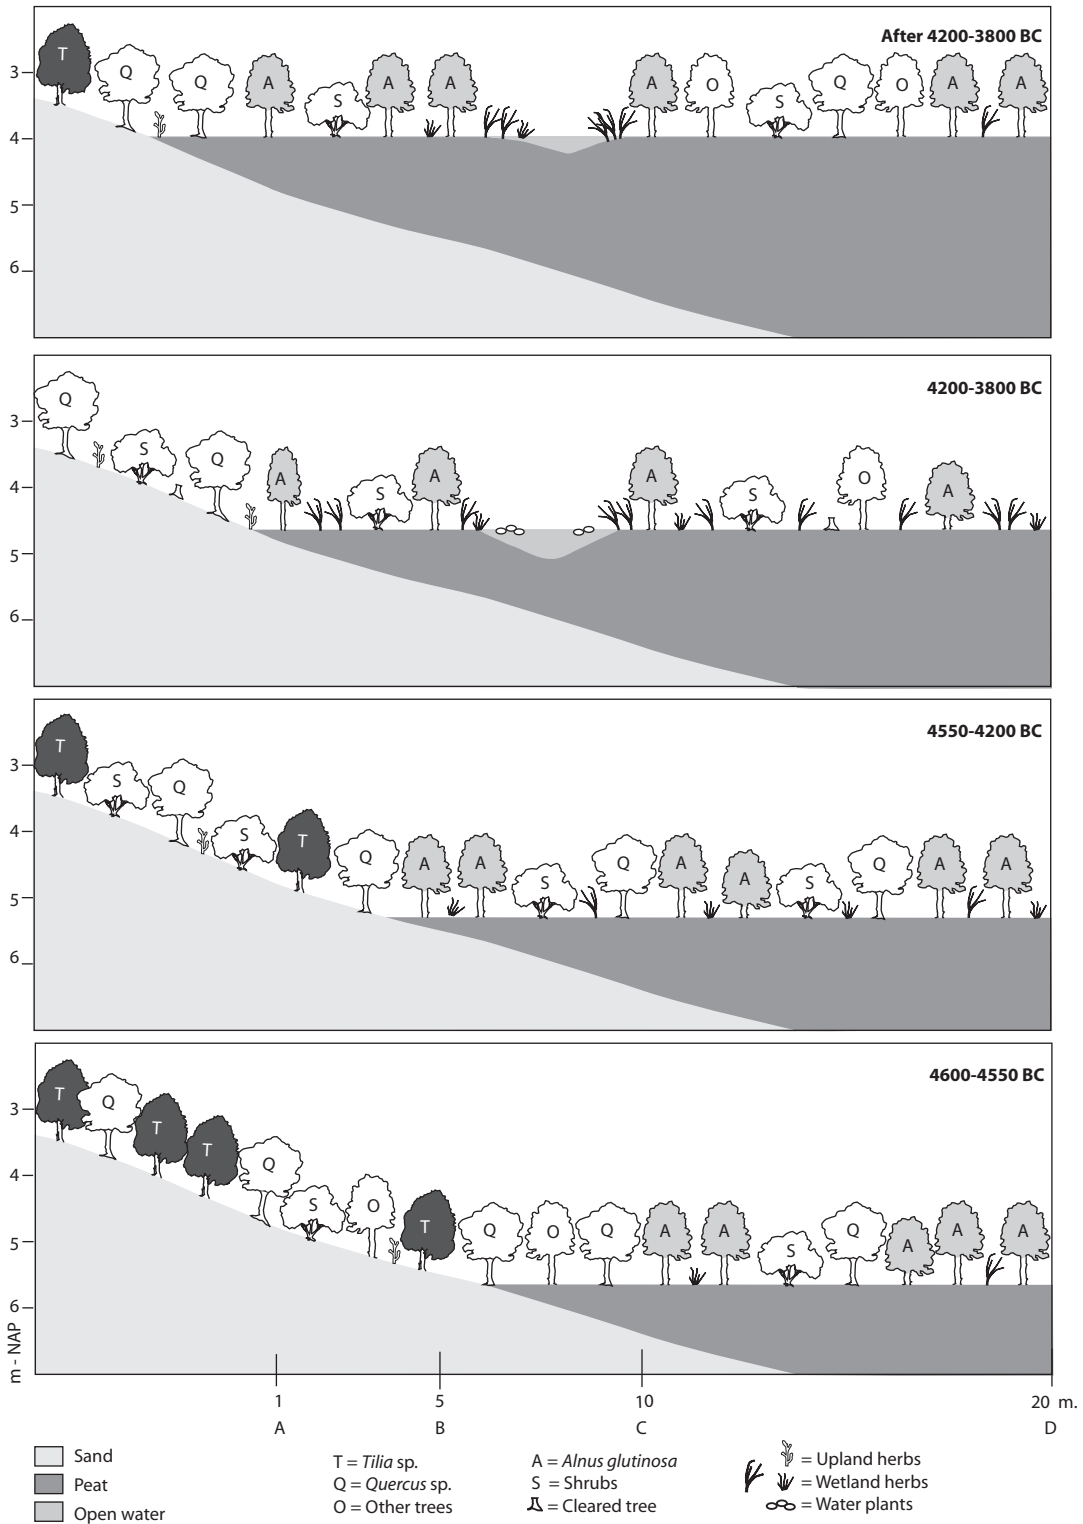 After 4200-3800 BC
T Q Q A S A A A O S Q O A A
3
4
5
6
4200-3800 BC
Q S Q A S A A S O A
3
4
5
6
4550-4200 BC
T S Q S T Q A A S Q A A S Q A A
3
4
5
6
4600-4550 BC
T Q T T Q S O T Q O Q A A S Q A A A
3
4
5
6
m - NAP
1 5 10 20 m.
A B C D
Sand
Peat
Open water
T = Tilia sp.
Q = Quercus sp.
O = Other trees
A = Alnus glutinosa
S = Shrubs
= Cleared tree
= Upland herbs
= Wetland herbs
= Water plants